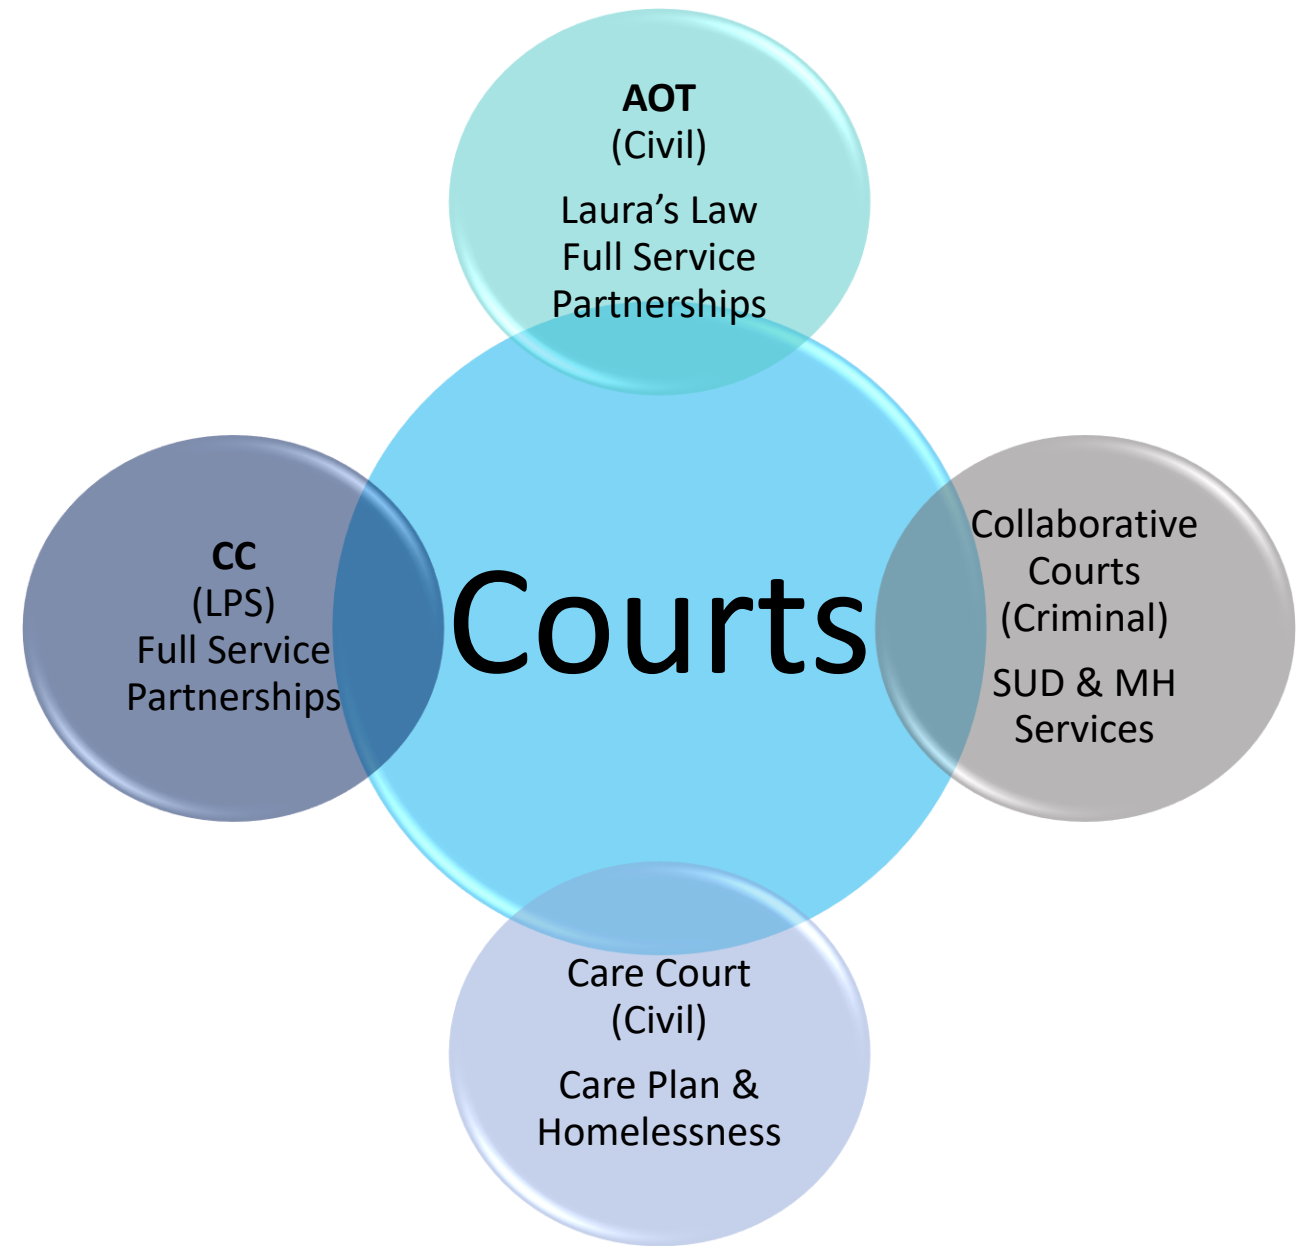 AOT
(Civil)
Laura’s Law
Full Service
Partnerships
CC
(LPS)
Full Service
Partnerships
Courts
Collaborative
Courts
(Criminal)
SUD & MH
Services
Care Court
(Civil)
Care Plan &
Homelessness